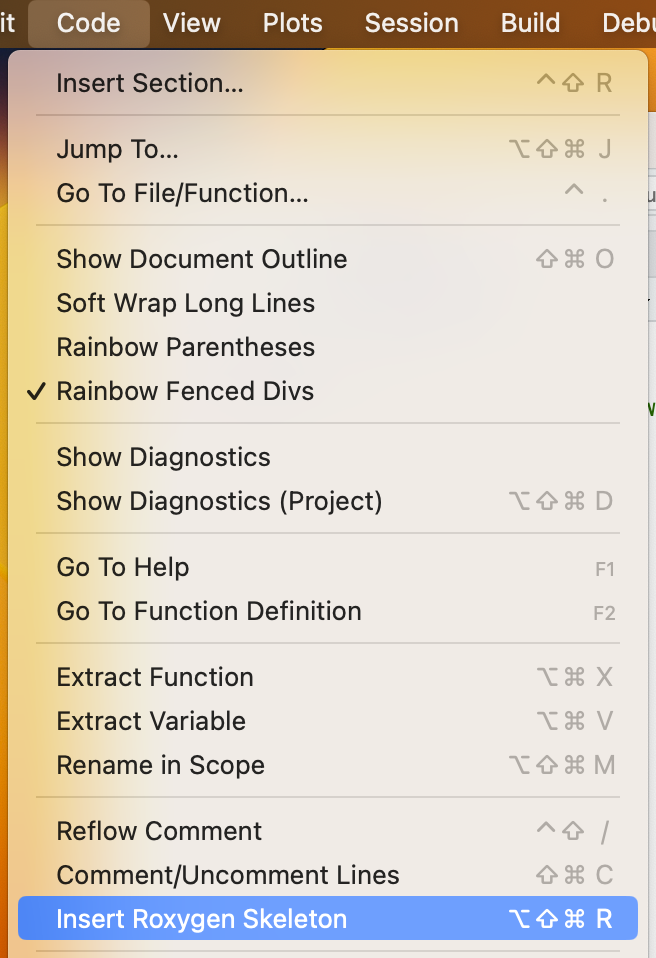 it Code View Plots Session Build Debu
Insert Section... ⌃⇧ R
Jump To... ⌥⇧⌘ J
Go To File/Function... ⌃ .
Show Document Outline ⇧⌘ O
Soft Wrap Long Lines
Rainbow Parentheses
✓ Rainbow Fenced Divs
Show Diagnostics
Show Diagnostics (Project) ⌥⇧⌘ D
Go To Help F1
Go To Function Definition F2
Extract Function ⌥⌘ X
Extract Variable ⌥⌘ V
Rename in Scope ⌥⇧⌘ M
Reflow Comment ⌃⇧ /
Comment/Uncomment Lines ⇧⌘ C
Insert Roxygen Skeleton ⌥⇧⌘ R